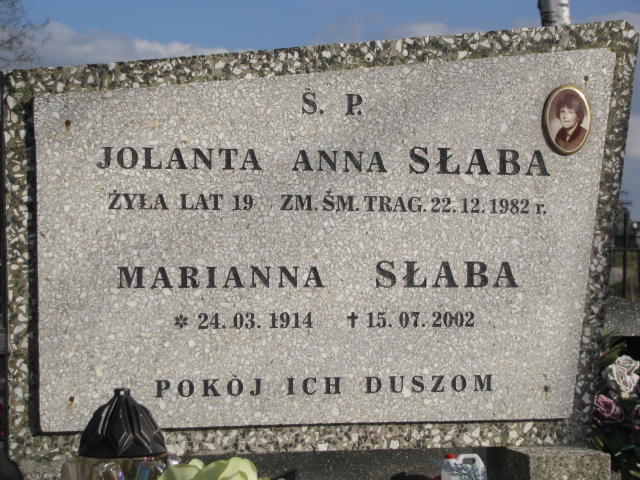 Ś. P.
JOLANTA ANNA SŁABA
ŻYŁA LAT 19 ZM. ŚM. TRAG. 22.12.1982 r.
MARIANNA SŁABA
* 24.03.1914 ✝ 15.07.2002
POKÓJ ICH DUSZOM